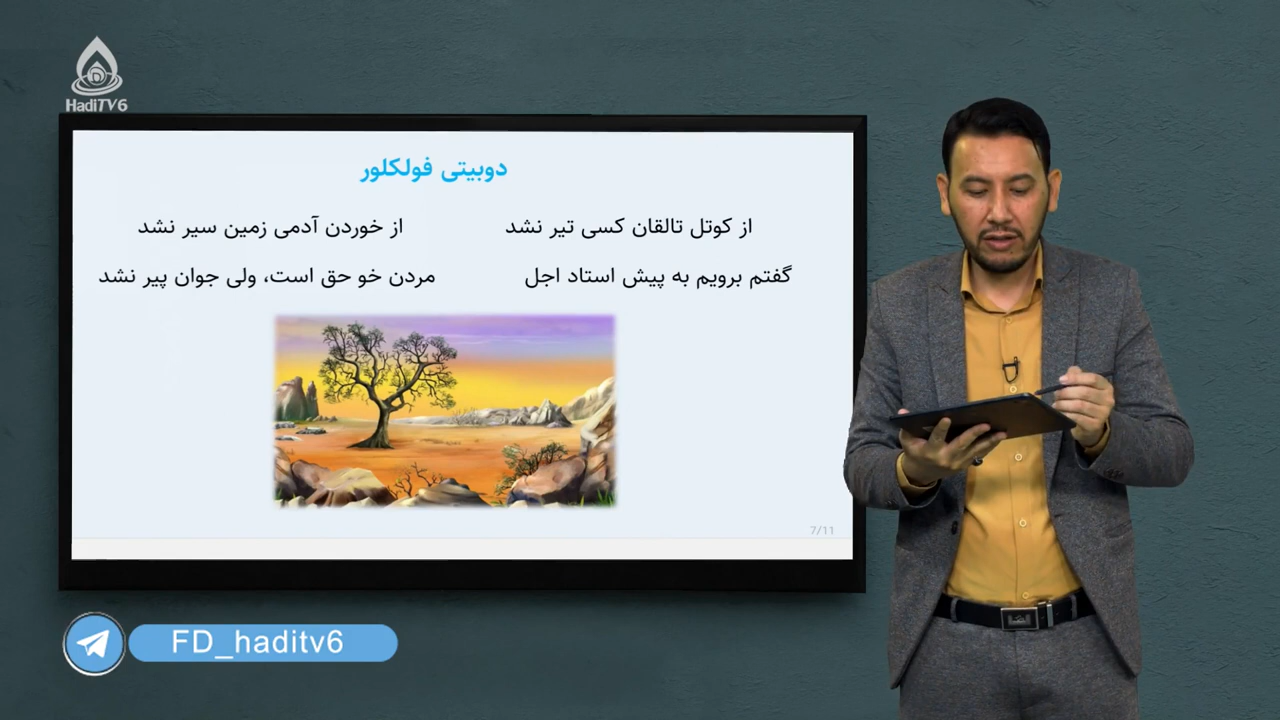 HadiTV6
دوبیتی فولکلور
از کوتل تالقان کسی تیر نشد از خوردن آدمی زمین سیر نشد
گفتم برویم به پیش استاد اجل مردن خو حق است، ولی جوان پیر نشد
7/11
FD_haditv6